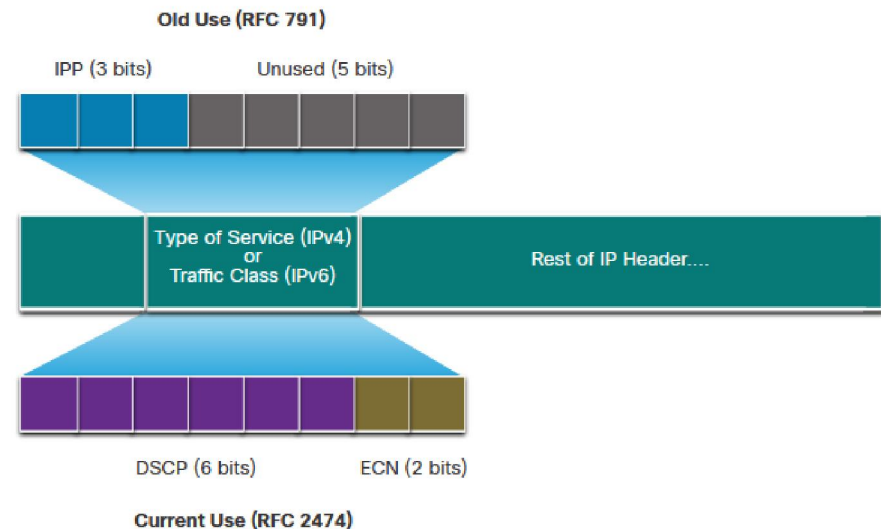 Old Use (RFC 791)
IPP (3 bits) Unused (5 bits)
Type of Service (IPv4)
or
Traffic Class (IPv6)
Rest of IP Header....
DSCP (6 bits) ECN (2 bits)
Current Use (RFC 2474)